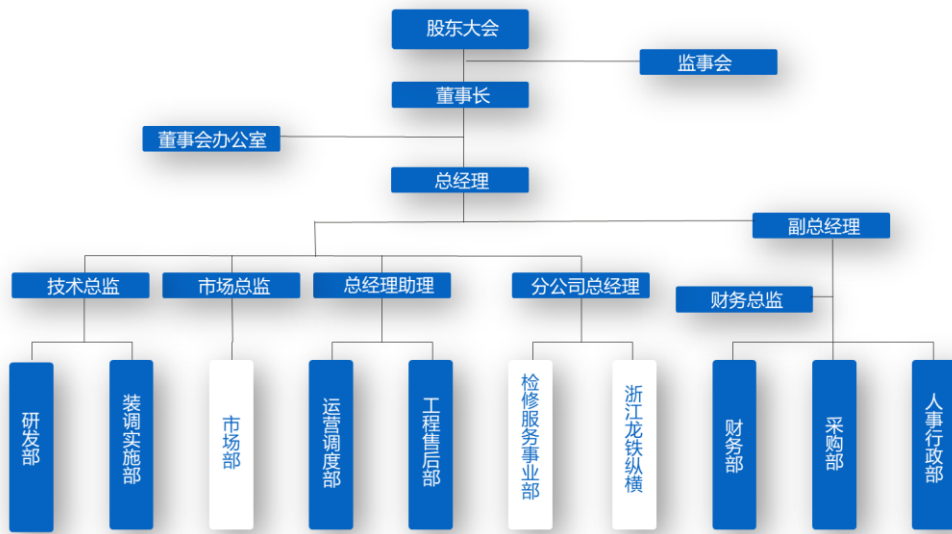 股东大会
监事会
董事长
董事会办公室
总经理
副总经理
技术总监
市场总监
总经理助理
分公司总经理
财务总监
研发部
装调实施部
市场部
运营调度部
工程售后部
检修服务事业部
浙江龙铁纵横
财务部
采购部
人事行政部